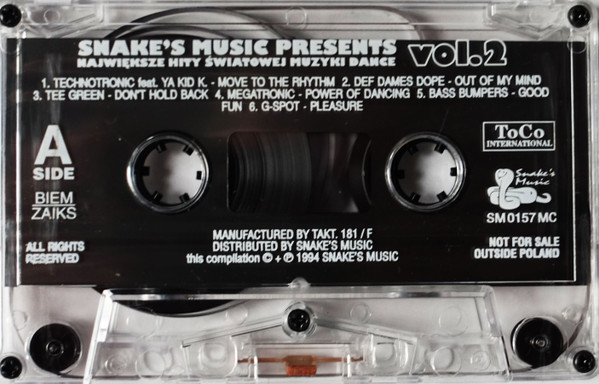 SNAKE'S MUSIC PRESENTS vol.2
NAJWIĘKSZE HITY ŚWIATOWEJ MUZYKI DANCE
1. TECHNOTRONIC feat. YA KID K. - MOVE TO THE RHYTHM 2. DEF DAMES DOPE - OUT OF MY MIND
3. TEE GREEN - DON'T HOLD BACK 4. MEGATRONIC - POWER OF DANCING 5. BASS BUMPERS - GOOD
FUN 6. G-SPOT - PLEASURE
A
SIDE
BIEM
ZAIKS
ALL RIGHTS
RESERVED
ToCo
INTERNATIONAL
Snake's
Music
SM 0157 MC
NOT FOR SALE
OUTSIDE POLAND
MANUFACTURED BY TAKT. 181 / F
DISTRIBUTED BY SNAKE'S MUSIC
this compilation © + ℗ 1994 SNAKE'S MUSIC